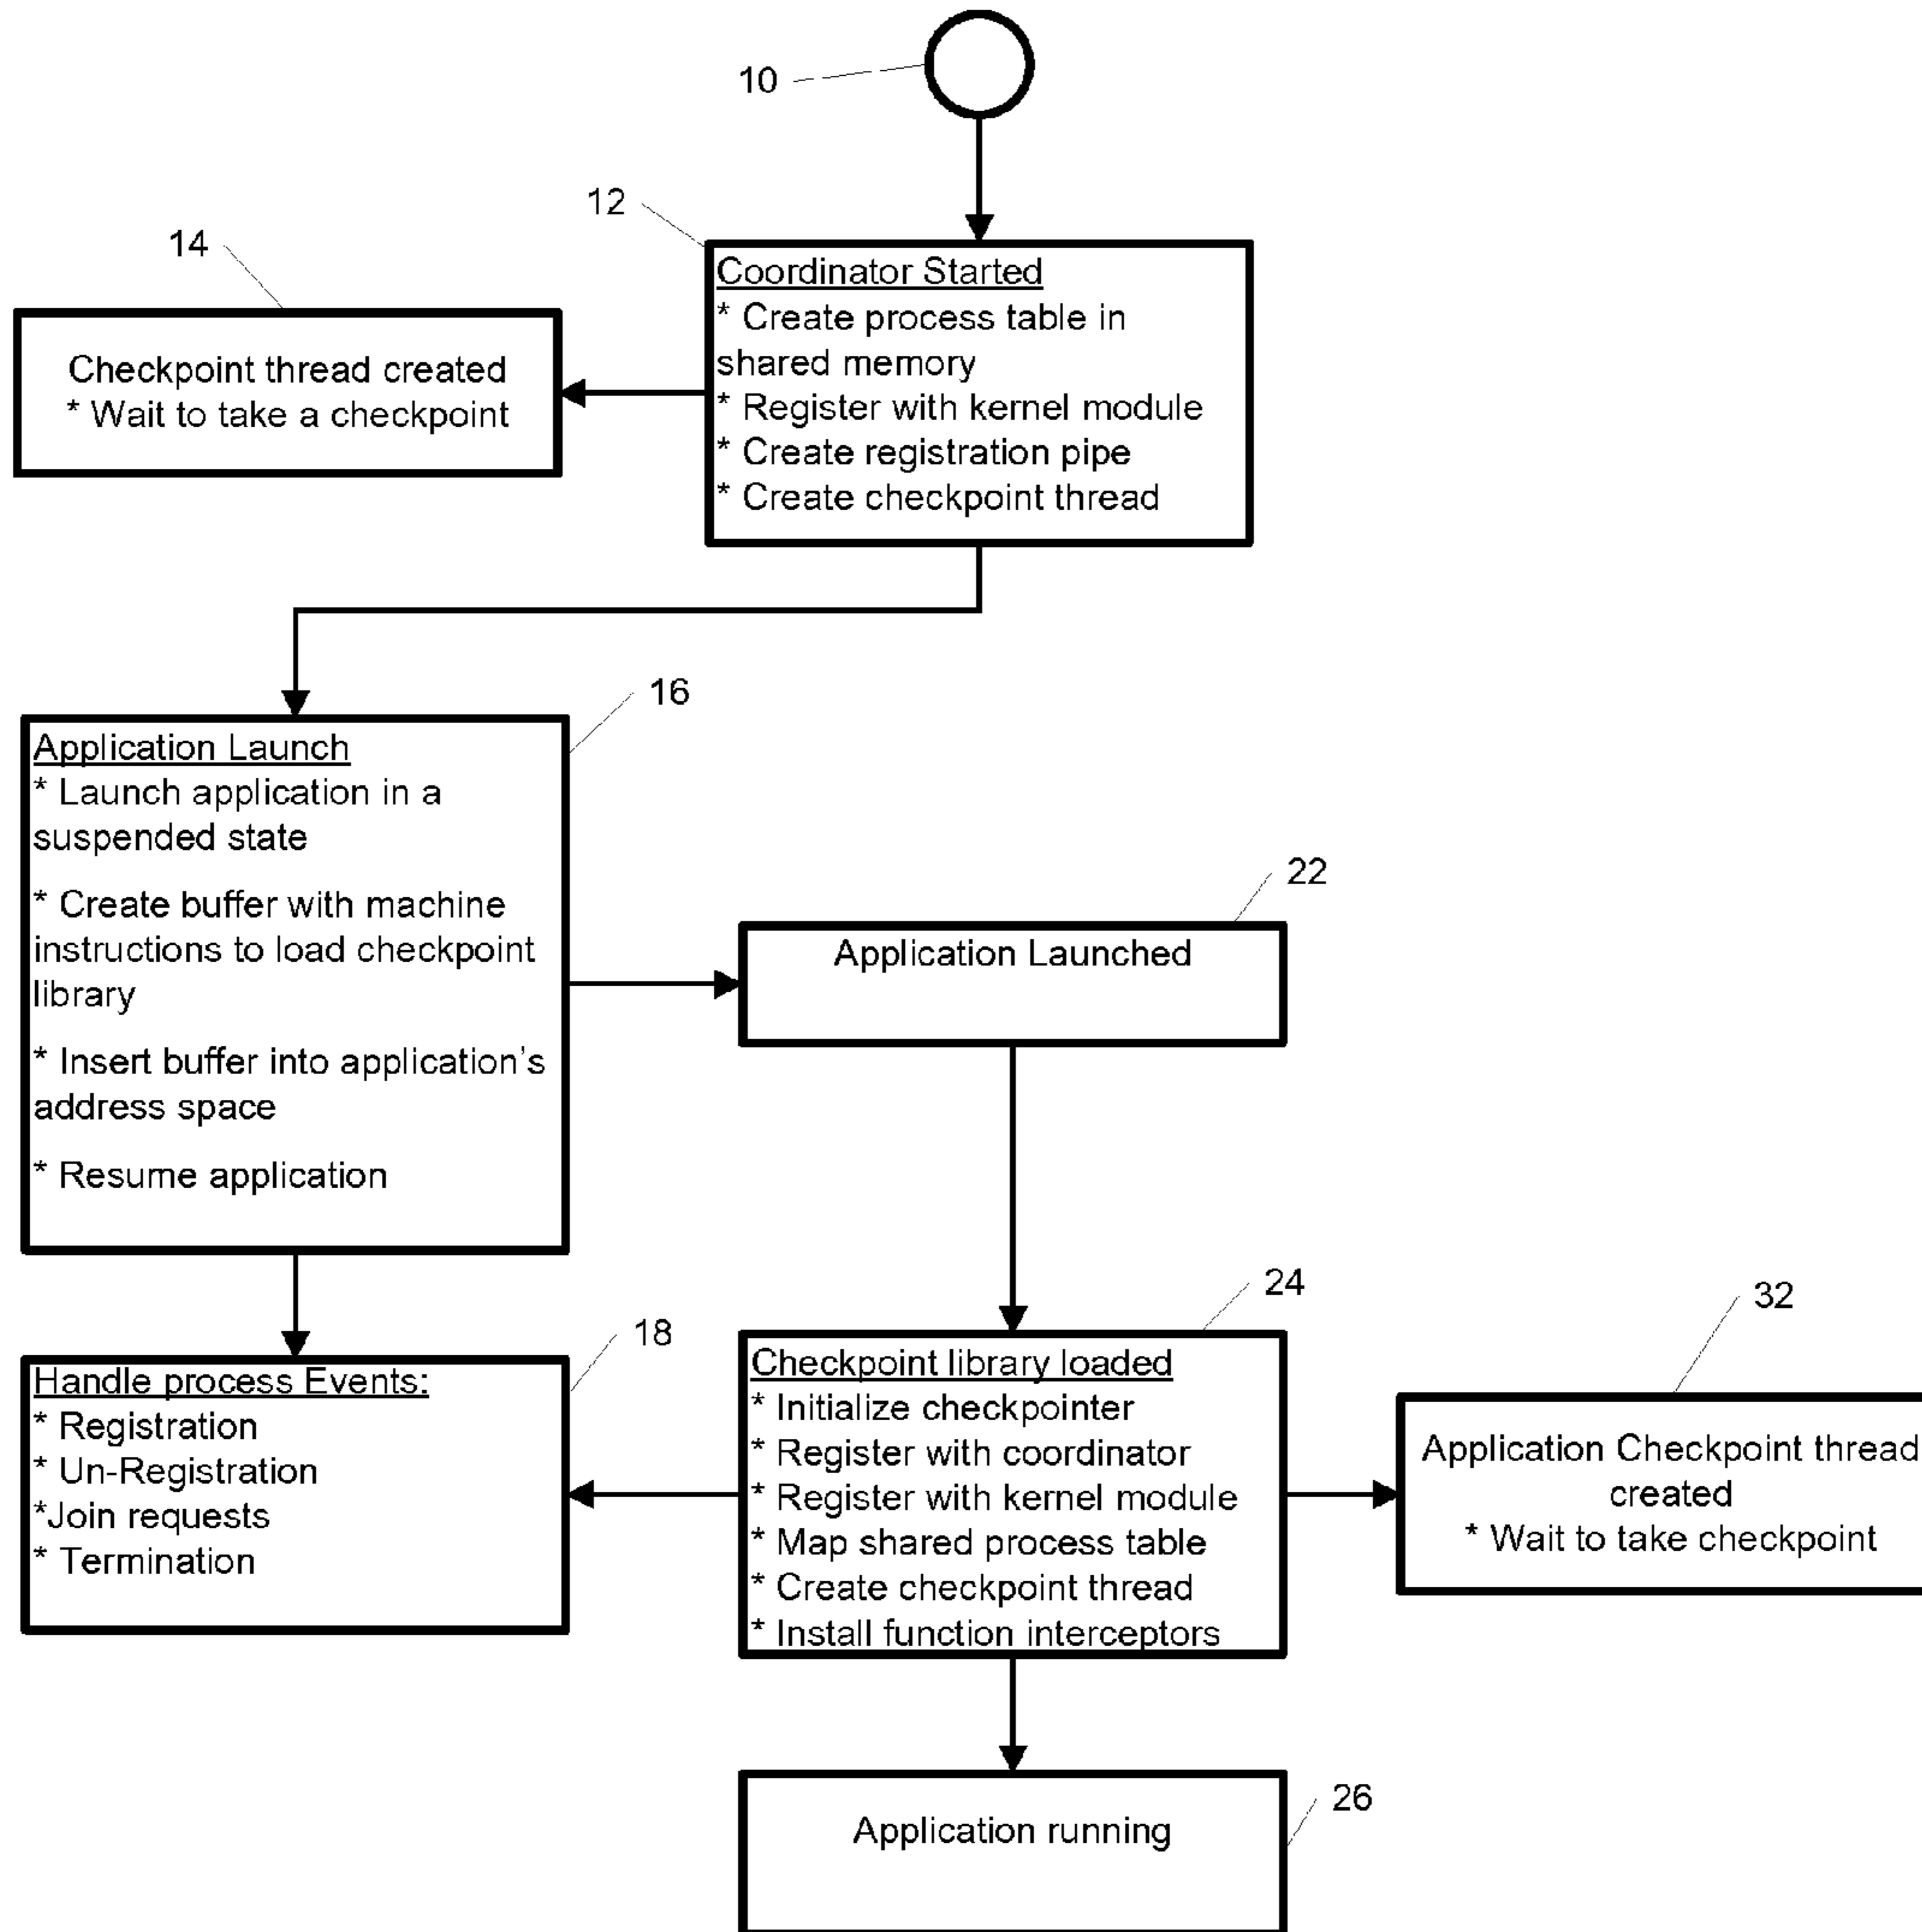 10
12
14
Coordinator Started
* Create process table in
shared memory
* Register with kernel module
* Create registration pipe
* Create checkpoint thread
Checkpoint thread created
* Wait to take a checkpoint
16
Application Launch
* Launch application in a
suspended state
* Create buffer with machine
instructions to load checkpoint
library
* Insert buffer into application's
address space
* Resume application
22
Application Launched
18
Handle process Events:
* Registration
* Un-Registration
*Join requests
* Termination
24
Checkpoint library loaded
* Initialize checkpointer
* Register with coordinator
* Register with kernel module
* Map shared process table
* Create checkpoint thread
* Install function interceptors
32
Application Checkpoint thread
created
* Wait to take checkpoint
26
Application running